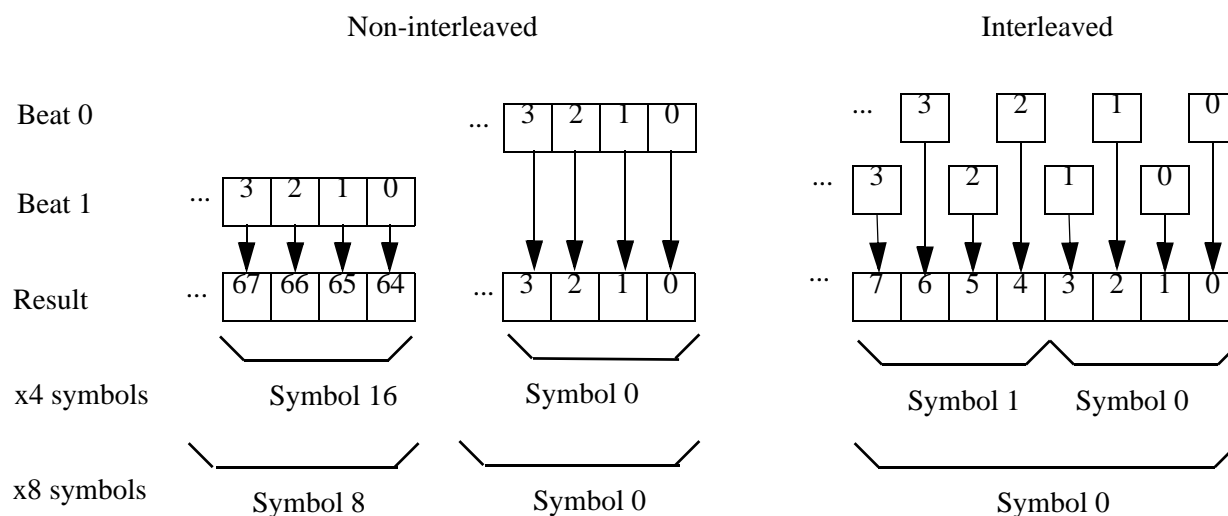 Non-interleaved Interleaved
Beat 0 ... 3 2 1 0 ... 3 2 1 0
Beat 1 ... 3 2 1 0 ... 3 2 1 0
Result ... 67 66 65 64 ... 3 2 1 0 ... 7 6 5 4 3 2 1 0
x4 symbols Symbol 16 Symbol 0 Symbol 1 Symbol 0
x8 symbols Symbol 8 Symbol 0 Symbol 0